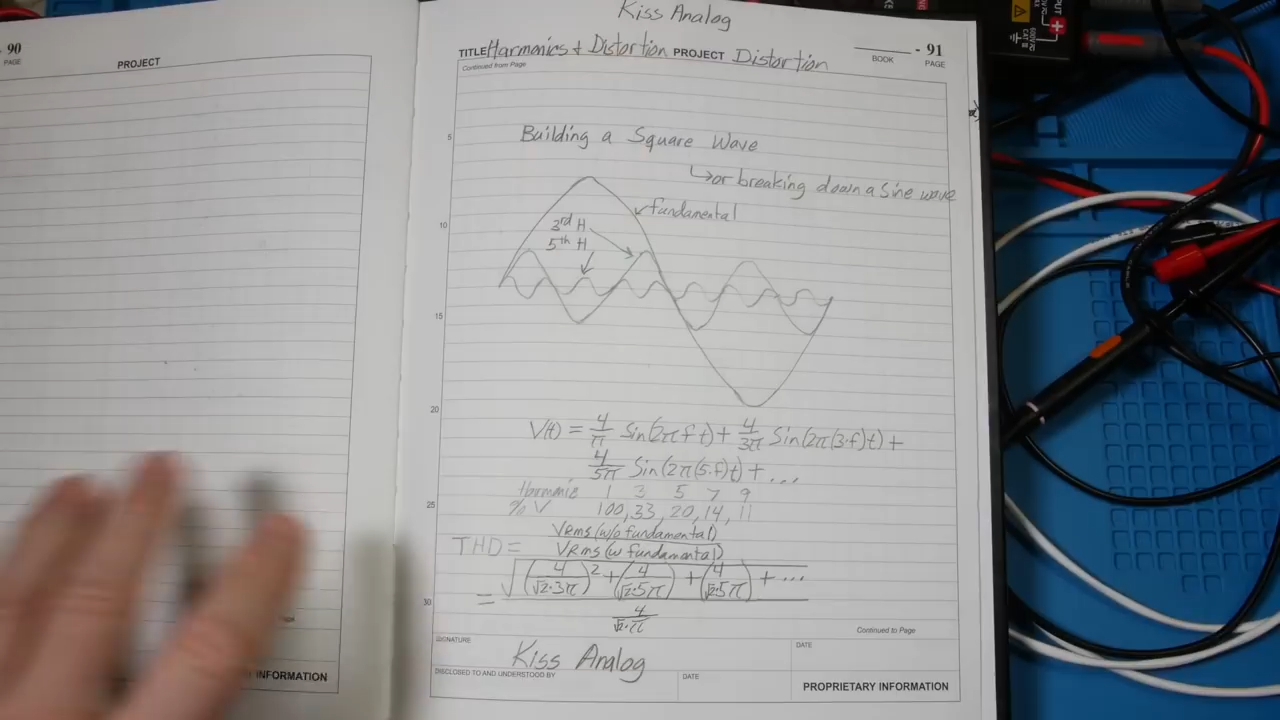 - 90
PAGE
PROJECT
INFORMATION
Kiss Analog
TITLE Harmonics & Distortion PROJECT Distortion
- 91
BOOK PAGE
Continued from Page
Building a Square Wave
↳or breaking down a Sine wave
fundamental
3rd H
5th H
5
10
15
20
25
30
V(t) = 4/π Sin(2πft) + 4/3π Sin(2π(3·f)t) +
4/5π Sin(2π(5·f)t) + ...
Harmonic 1 3 5 7 9
% V 100, 33, 20, 14, 11
THD = VRms (w/o fundamental) / VRms (w fundamental)
= √((4/√2·3π)² + (4/√2·5π) + (4/√2·5π) + ...) / 4/√2·π
Continued to Page
SIGNATURE
DATE
Kiss Analog
DISCLOSED TO AND UNDERSTOOD BY
DATE
PROPRIETARY INFORMATION